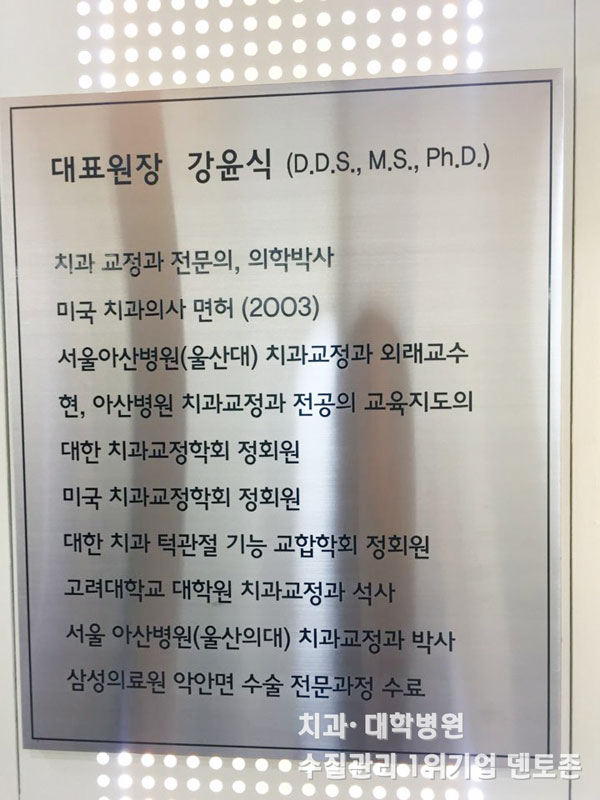 대표원장 강윤식 (D.D.S., M.S., Ph.D.)
치과 교정과 전문의, 의학박사
미국 치과의사 면허 (2003)
서울아산병원(울산대) 치과교정과 외래교수
현, 아산병원 치과교정과 전공의 교육지도의
대한 치과교정학회 정회원
미국 치과교정학회 정회원
대한 치과 턱관절 기능 교합학회 정회원
고려대학교 대학원 치과교정과 석사
서울 아산병원(울산의대) 치과교정과 박사
삼성의료원 악안면 수술 전문과정 수료
치과· 대학병원
수질관리 1위기업 덴토존